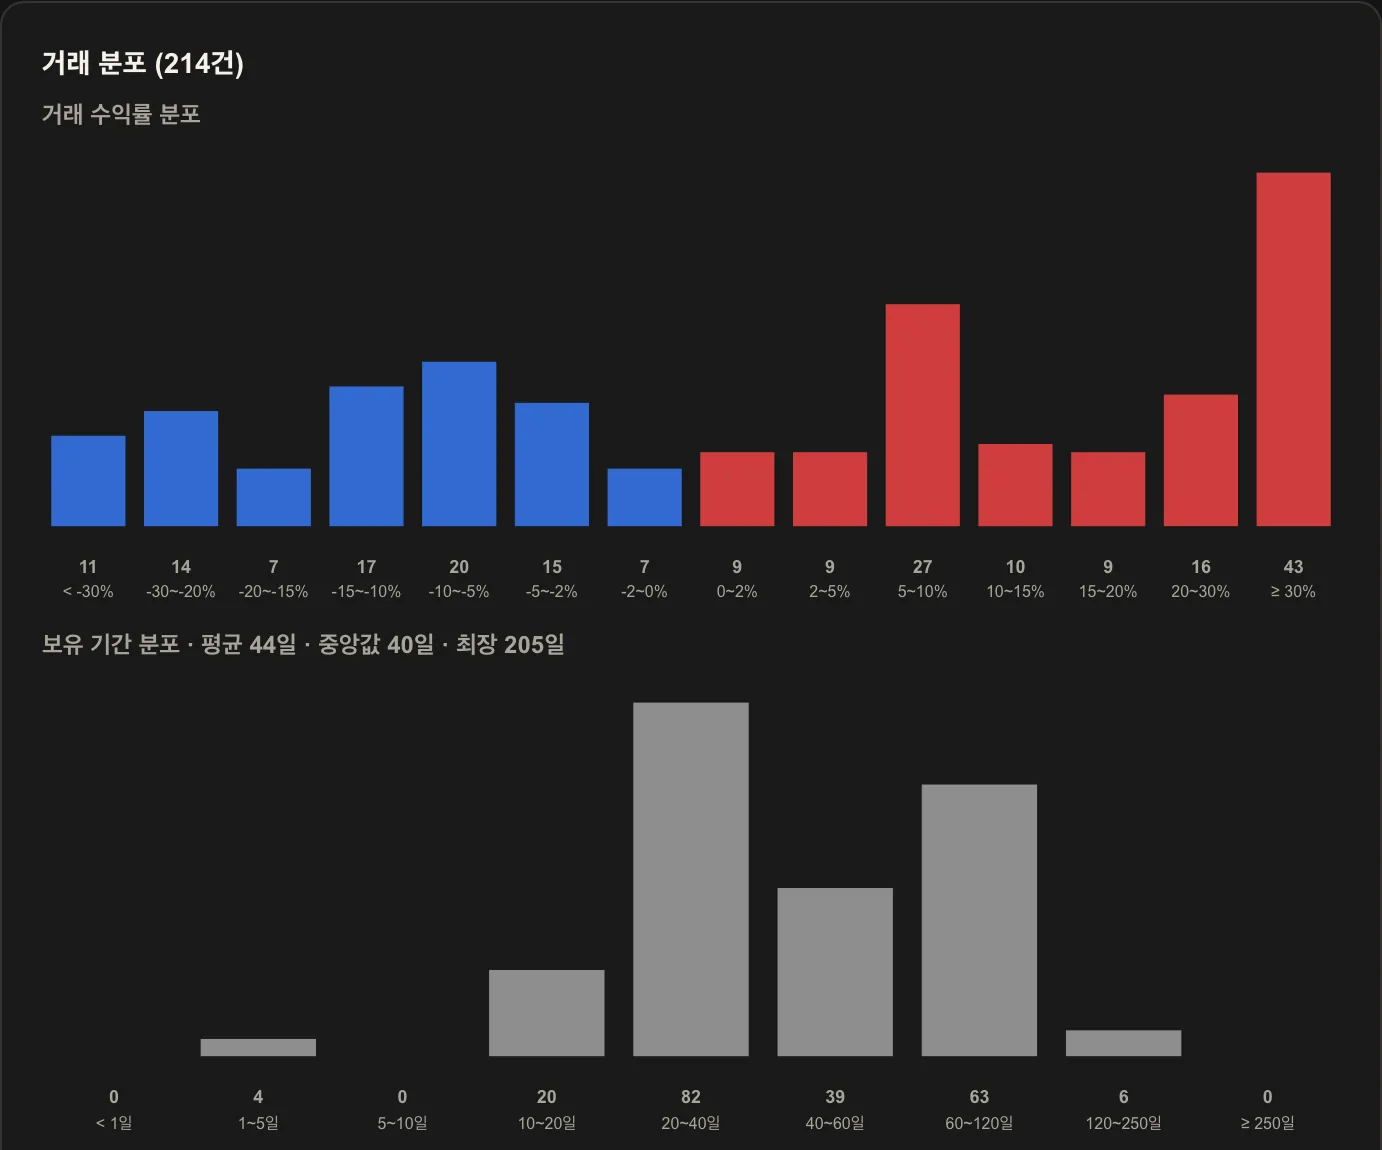 거래 분포 (214건)
거래 수익률 분포
11 14 7 17 20 15 7 9 9 27 10 9 16 43
< -30% -30~-20% -20~-15% -15~-10% -10~-5% -5~-2% -2~0% 0~2% 2~5% 5~10% 10~15% 15~20% 20~30% ≥ 30%
보유 기간 분포 · 평균 44일 · 중앙값 40일 · 최장 205일
0 4 0 20 82 39 63 6 0
< 1일 1~5일 5~10일 10~20일 20~40일 40~60일 60~120일 120~250일 ≥ 250일